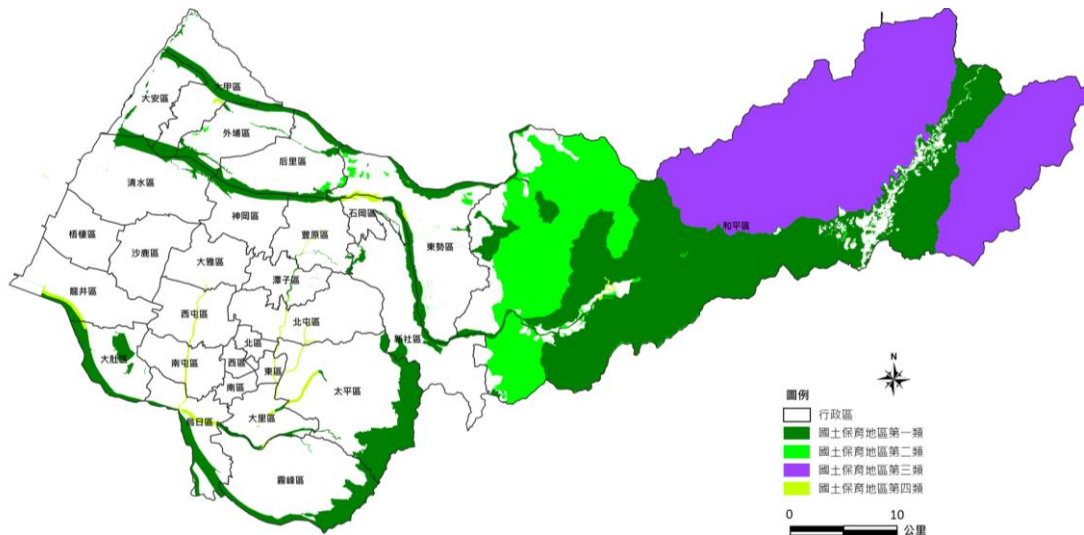 大甲區
大安區
外埔區
后里區
清水區
神岡區
石岡區
豐原區
東勢區
和平區
梧棲區
沙鹿區
大雅區
潭子區
龍井區
西屯區
北屯區
新社區
北區
大肚區
南屯區
西區
東區
南區
太平區
烏日區
大里區
霧峰區
N
圖例
行政區
國土保育地區第一類
國土保育地區第二類
國土保育地區第三類
國土保育地區第四類
0 10
公里